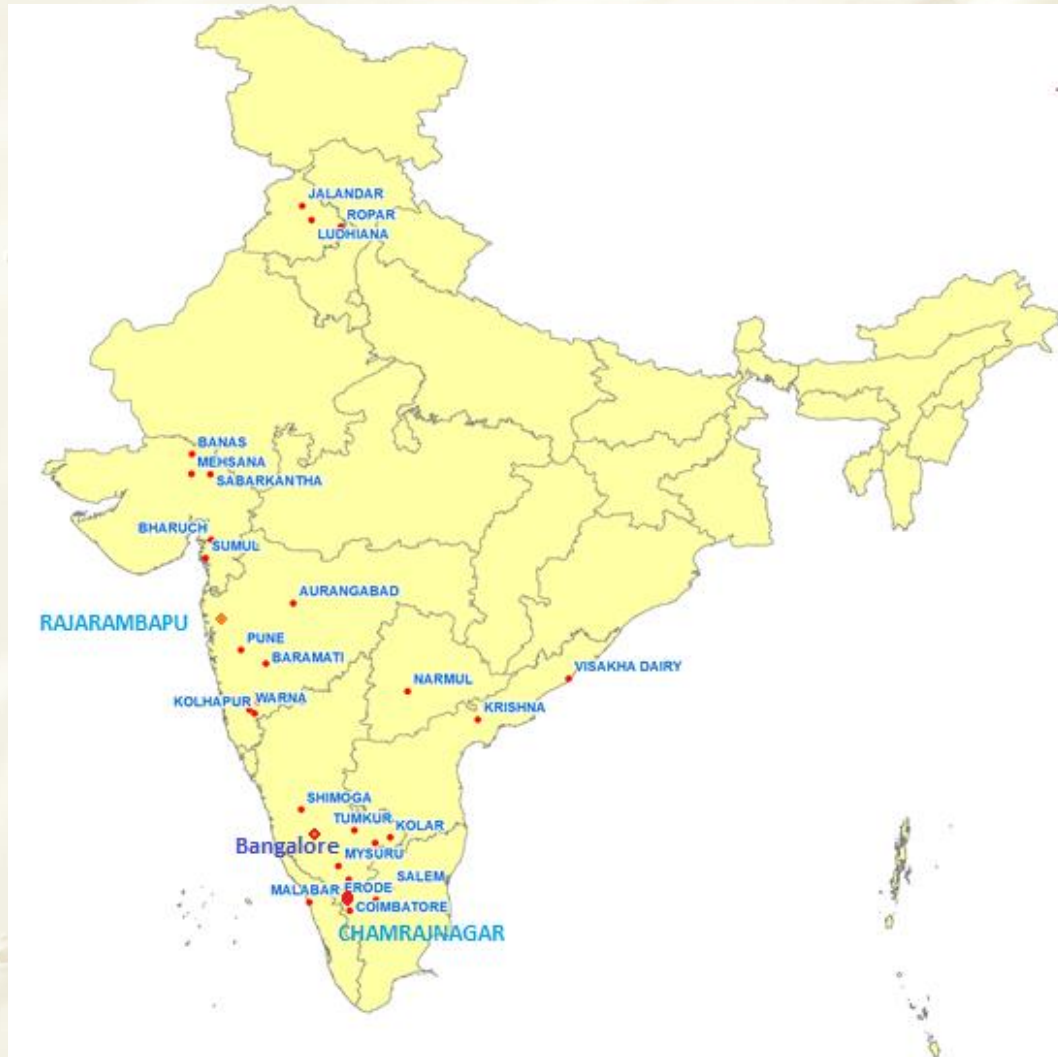 JALANDAR
ROPAR
LUDHIANA
BANAS
MEHSANA
SABARKANTHA
BHARUCH
SUMUL
AURANGABAD
RAJARAMBAPU
PUNE
BARAMATI
VISAKHA DAIRY
NARMUL
KOLHAPUR
WARNA
KRISHNA
SHIMOGA
TUMKUR
KOLAR
Bangalore
MYSURU
SALEM
MALABAR
ERODE
COIMBATORE
CHAMRAJNAGAR